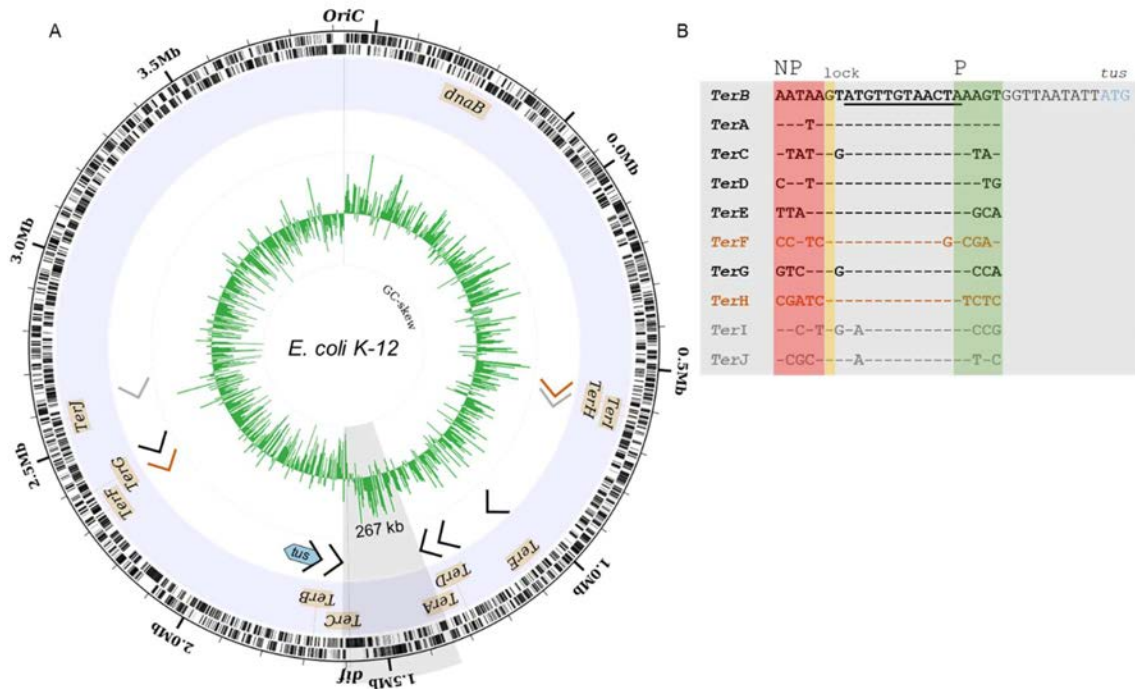 A
OriC
3.5Mb
dnaB
0.0Mb
3.0Mb
GC-skew
E. coli K-12
0.5Mb
TerI
TerH
TerJ
2.5Mb
TerG
TerF
267 kb
tus
TerE
1.0Mb
TerD
TerA
TerB
TerC
2.0Mb
dif
1.5Mb
B
NP lock P tus
TerB AATAAGTATGTTGTAACTAAAGTGGTTAATATTATG
TerA ---T-------------------
TerC -TAT--G-------------TA-
TerD C--T-----------------TG
TerE TTA-----------------GCA
TerF CC-TC------------G-CGA-
TerG GTC---G-------------CCA
TerH CGATC--------------TCTC
TerI --C-T-G-A-----------CCG
TerJ -CGC----A-----------T-C